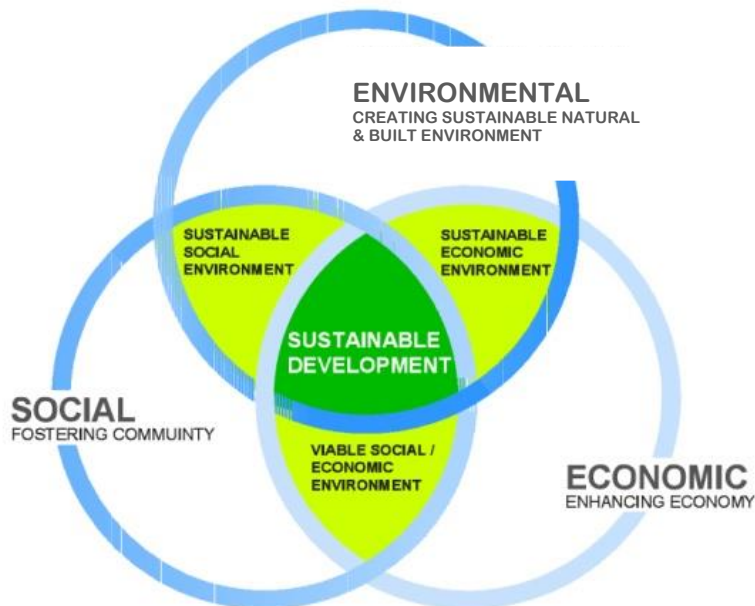 ENVIRONMENTAL
CREATING SUSTAINABLE NATURAL
& BUILT ENVIRONMENT
SUSTAINABLE
SOCIAL
ENVIRONMENT
SUSTAINABLE
ECONOMIC
ENVIRONMENT
SUSTAINABLE
DEVELOPMENT
SOCIAL
FOSTERING COMMUINTY
VIABLE SOCIAL /
ECONOMIC
ENVIRONMENT
ECONOMIC
ENHANCING ECONOMY